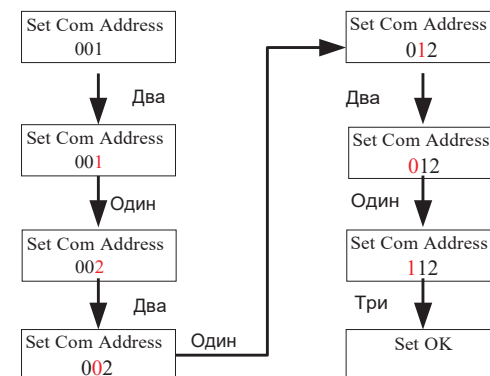 Set Com Address
001
Два
Set Com Address
001
Один
Set Com Address
002
Два
Set Com Address
002
Один
Set Com Address
012
Два
Set Com Address
012
Один
Set Com Address
112
Три
Set OK